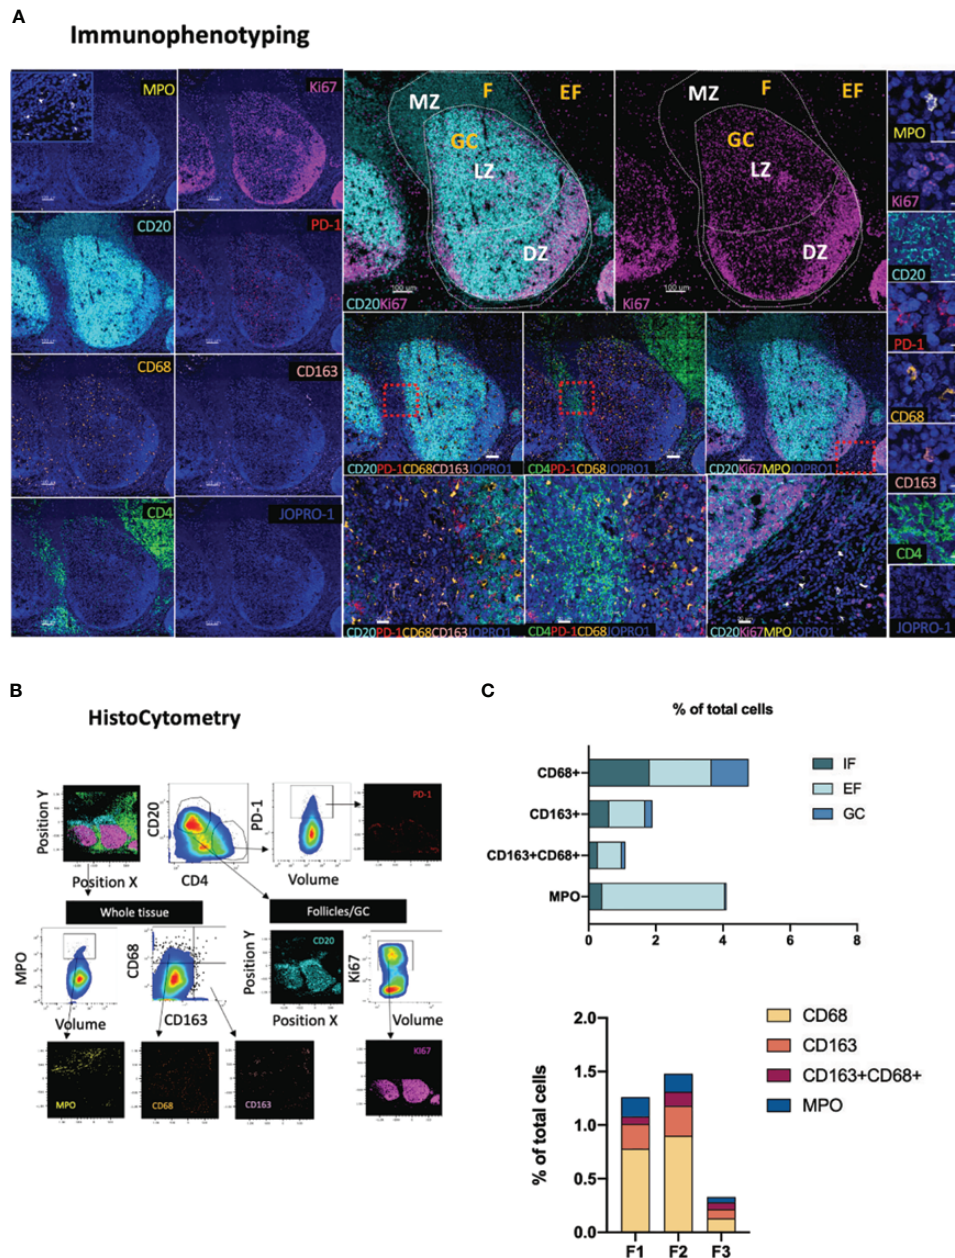 A
Immunophenotyping
MPO
Ki67
CD20
PD-1
CD68
CD163
CD4
JOPRO-1
MZ
F
EF
GC
LZ
DZ
100 um
CD20Ki67
MZ
F
EF
GC
LZ
DZ
100 um
Ki67
CD20PD-1CD68CD163JOPRO1
CD4PD-1CD68JOPRO1
CD20Ki67MPOJOPRO1
CD20PD-1CD68CD163JOPRO1
CD4PD-1CD68JOPRO1
CD20Ki67MPOJOPRO1
MPO
Ki67
CD20
PD-1
CD68
CD163
CD4
JOPRO-1
B
HistoCytometry
Position Y
Position X
CD20
CD4
PD-1
Volume
PD-1
Whole tissue
Follicles/GC
MPO
Volume
CD68
CD163
Position Y
CD20
Position X
Ki67
Volume
MPO
CD68
CD163
KI67
C
% of total cells
CD68+
CD163+
CD163+CD68+
MPO
0 2 4 6 8
IF
EF
GC
% of total cells
2.0
1.5
1.0
0.5
0.0
F1 F2 F3
CD68
CD163
CD163+CD68+
MPO